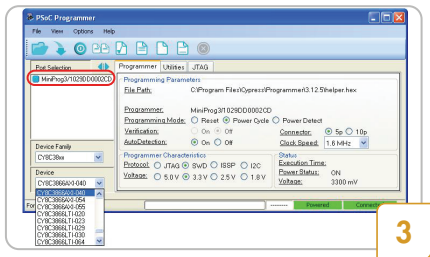 PSoC Programmer
File View Options Help
Port Selection
Programmer Utilities JTAG
MiniProg3/1029DD0002CD
Programming Parameters
File Path: C:\Program Files\Cypress\Programmer\3.12.5\helper.hex
Programmer: MiniProg3/1029DD0002CD
Programming Mode: Reset Power Cycle Power Detect
Verification: On Off Connector: 5p 10p
AutoDetection: On Off Clock Speed: 1.6 MHz
Device Family
CY8C38xx
Device
CY8C3866AXI-040
CY8C3866AXI-040
CY8C3866AXI-054
CY8C3866AXI-055
CY8C3866LTI-020
CY8C3866LTI-023
CY8C3866LTI-029
CY8C3866LTI-030
CY8C3866LTI-064
Programmer Characteristics
Protocol: JTAG SWD ISSP I2C
Voltage: 5.0 V 3.3 V 2.5 V 1.8 V
Status
Execution Time:
Power Status: ON
Voltage: 3300 mV
Powered
3